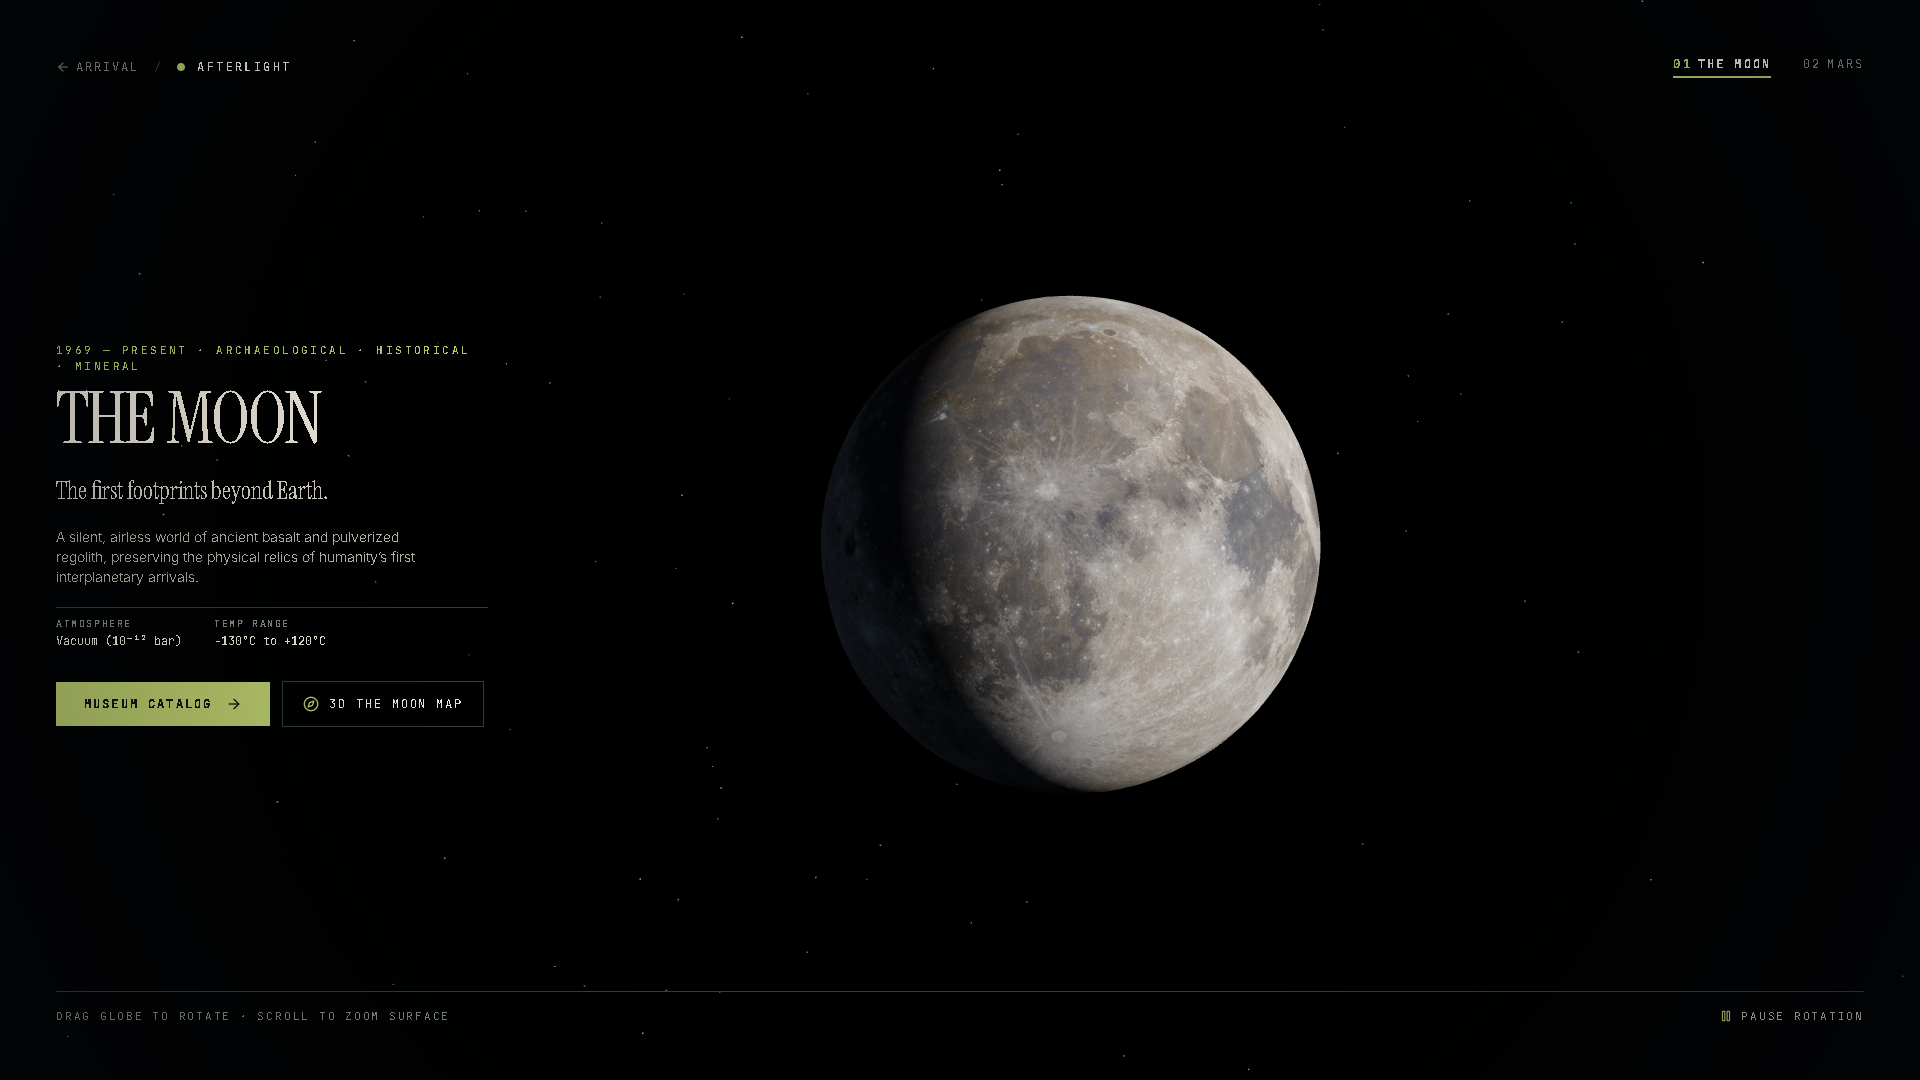 ARRIVAL / AFTERLIGHT
01 THE MOON
02 MARS
1969 — PRESENT · ARCHAEOLOGICAL · HISTORICAL
· MINERAL
THE MOON
The first footprints beyond Earth.
A silent, airless world of ancient basalt and pulverized
regolith, preserving the physical relics of humanity’s first
interplanetary arrivals.
ATMOSPHERE
Vacuum (10⁻¹² bar)
TEMP RANGE
-130°C to +120°C
MUSEUM CATALOG
3D THE MOON MAP
DRAG GLOBE TO ROTATE · SCROLL TO ZOOM SURFACE
PAUSE ROTATION